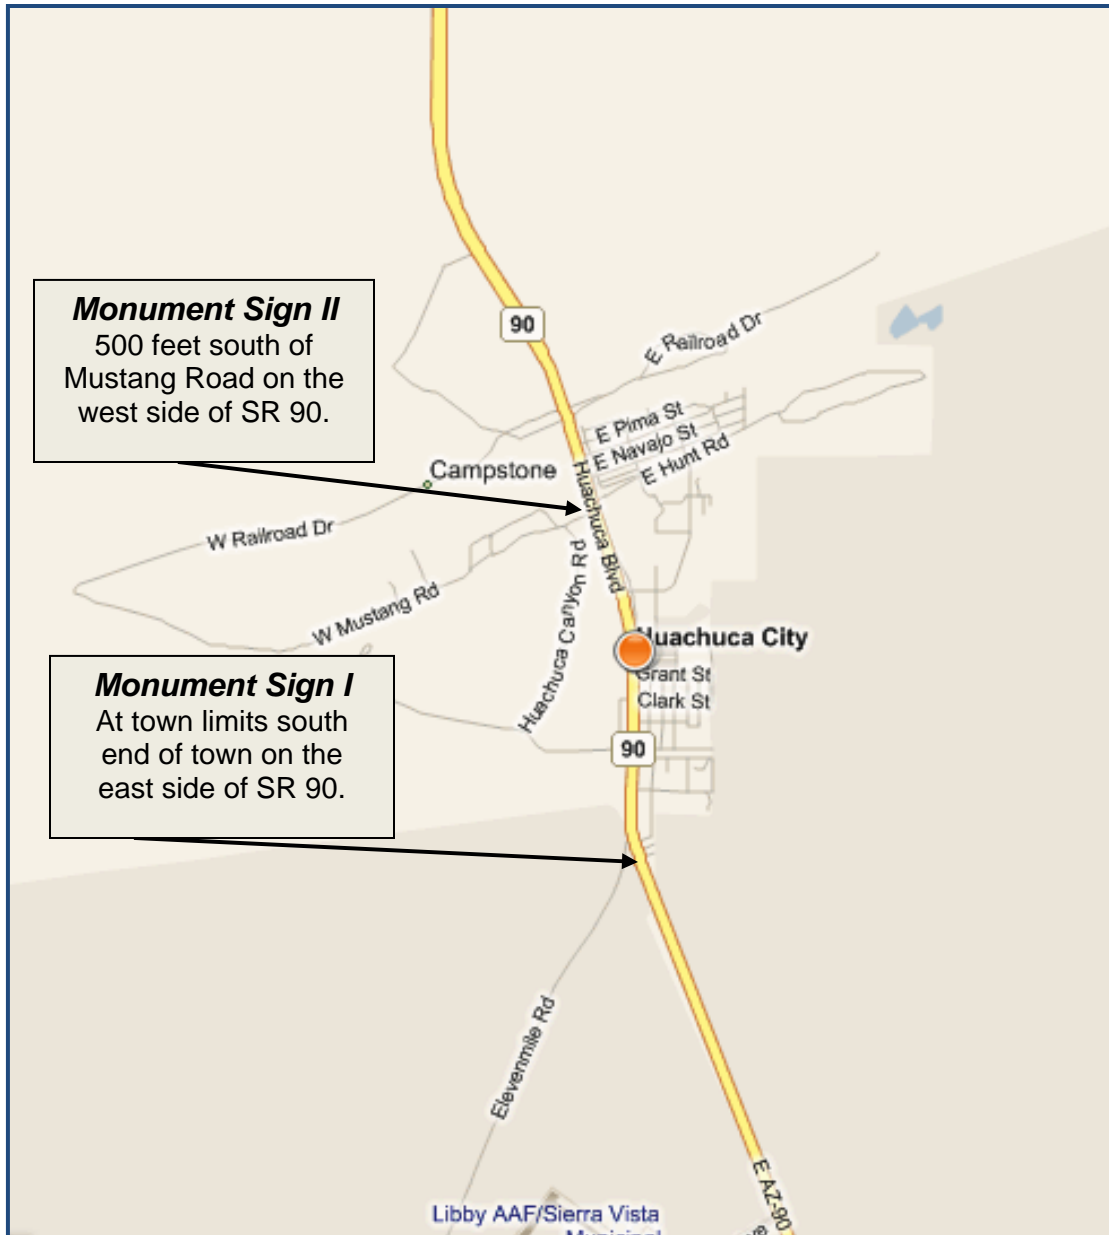 Monument Sign II
500 feet south of
Mustang Road on the
west side of SR 90.
90
E Railroad Dr
E Pima St
E Navajo St
E Hunt Rd
Campstone
Huachuca Blvd
W Railroad Dr
Huachuca Canyon Rd
W Mustang Rd
Huachuca City
Grant St
Clark St
Monument Sign I
At town limits south
end of town on the
east side of SR 90.
90
Elevenmile Rd
E AZ-90
Libby AAF/Sierra Vista
Municipal